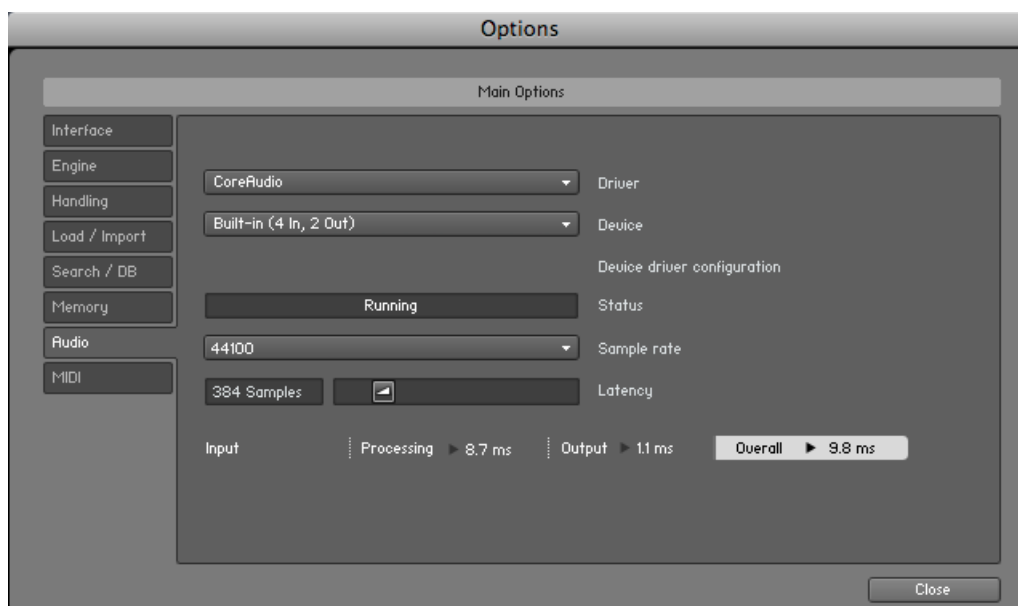 Options
Main Options
Interface
Engine
Handling
Load / Import
Search / DB
Memory
Audio
MIDI
CoreAudio Driver
Built-in (4 In, 2 Out) Device
Device driver configuration
Running Status
44100 Sample rate
384 Samples Latency
Input Processing 8.7 ms Output 1.1 ms Overall 9.8 ms
Close